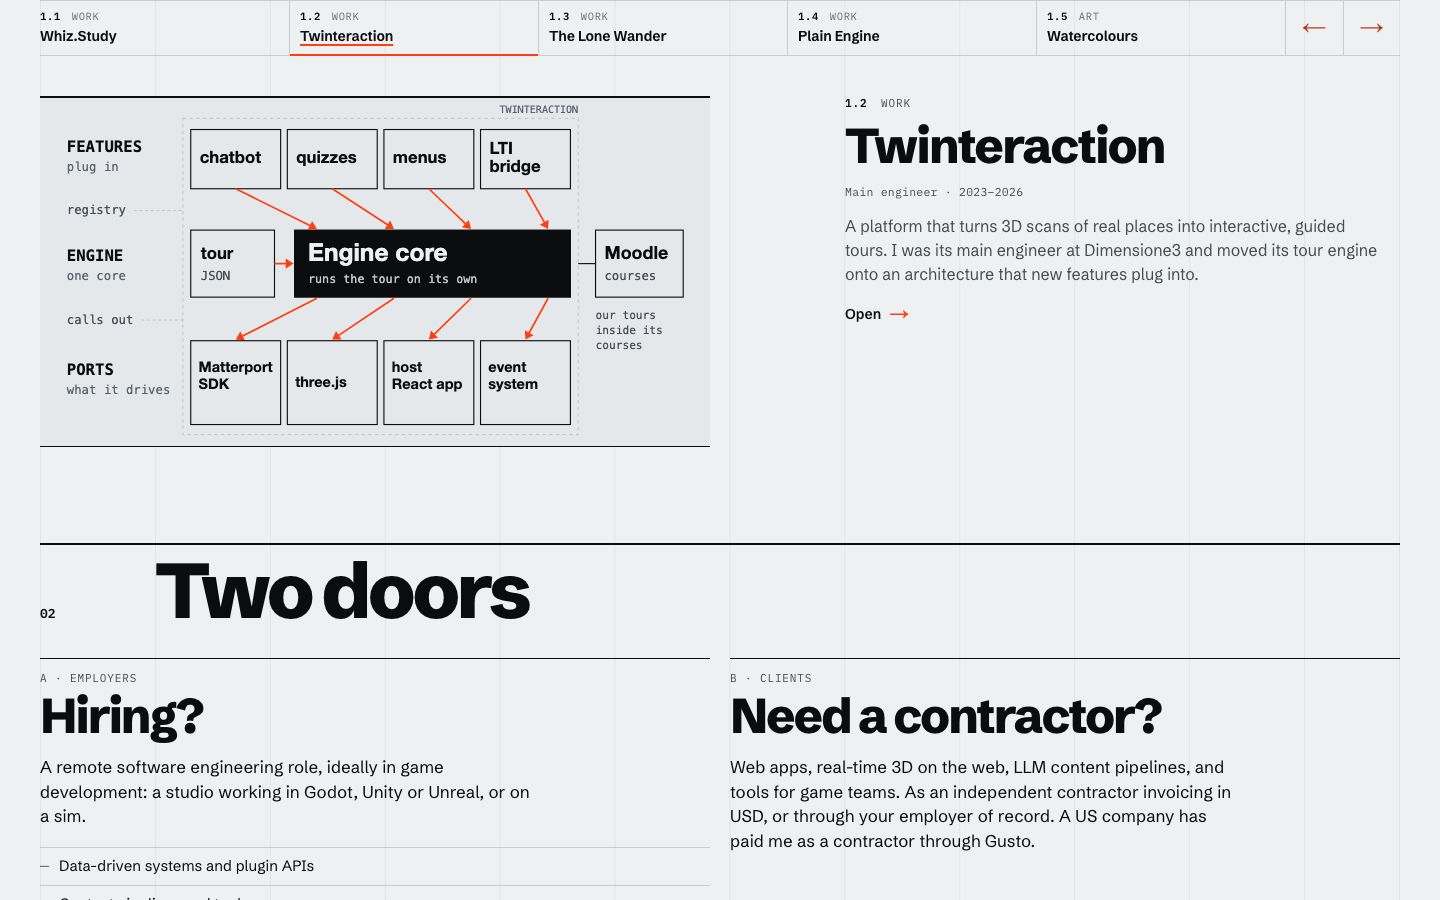 1.1 WORK
Whiz.Study
1.2 WORK
Twinteraction
1.3 WORK
The Lone Wander
1.4 WORK
Plain Engine
1.5 ART
Watercolours
← →
TWINTERACTION
FEATURES
plug in
chatbot
quizzes
menus
LTI
bridge
registry
ENGINE
one core
tour
JSON
Engine core
runs the tour on its own
Moodle
courses
calls out
our tours
inside its
courses
PORTS
what it drives
Matterport
SDK
three.js
host
React app
event
system
1.2 WORK
Twinteraction
Main engineer · 2023–2026
A platform that turns 3D scans of real places into interactive, guided
tours. I was its main engineer at Dimensione3 and moved its tour engine
onto an architecture that new features plug into.
Open →
02
Two doors
A · EMPLOYERS
Hiring?
A remote software engineering role, ideally in game
development: a studio working in Godot, Unity or Unreal, or on
a sim.
— Data-driven systems and plugin APIs
B · CLIENTS
Need a contractor?
Web apps, real-time 3D on the web, LLM content pipelines, and
tools for game teams. As an independent contractor invoicing in
USD, or through your employer of record. A US company has
paid me as a contractor through Gusto.